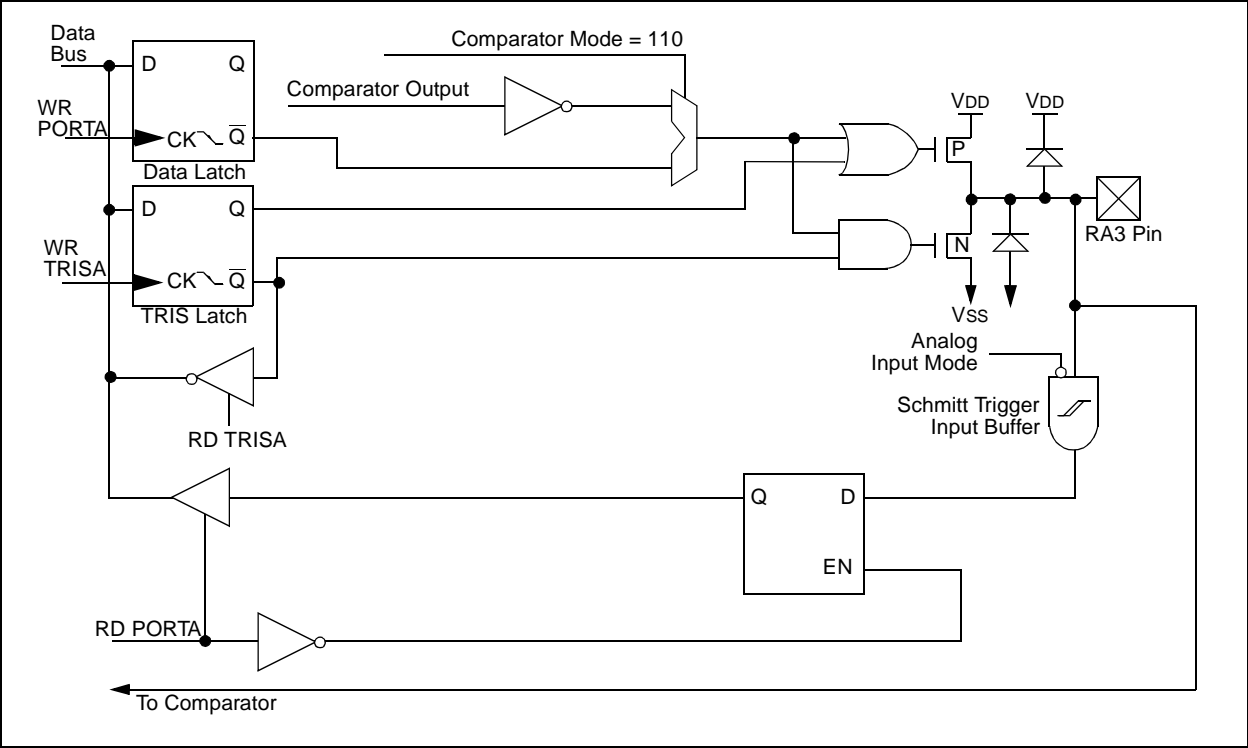 Data
Bus
D
Q
Comparator Mode = 110
Comparator Output
WR
PORTA
CK
Q
Data Latch
VDD
VDD
P
D
Q
WR
TRISA
CK
Q
TRIS Latch
N
RA3 Pin
VSS
Analog
Input Mode
Schmitt Trigger
Input Buffer
RD TRISA
Q
D
EN
RD PORTA
To Comparator